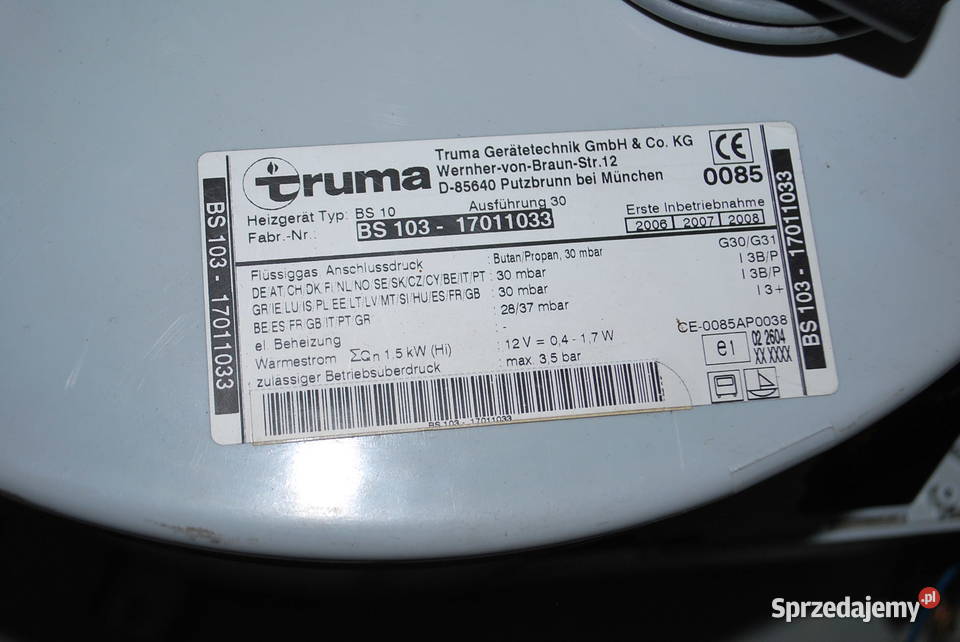 truma
Truma Gerätetechnik GmbH & Co. KG
Wernher-von-Braun-Str.12
D-85640 Putzbrunn bei München
CE
0085
Heizgerät Typ: BS 10 Ausführung 30
Fabr.-Nr.: BS 103 - 17011033
Erste Inbetriebnahme
2006 2007 2008
BS 103 - 17011033
BS 103 - 17011033
Flüssiggas Anschlussdruck : Butan/Propan, 30 mbar G30/G31
DE/AT/CH/DK/FI/NL/NO/SE/SK/CZ/CY/BE/IT/PT : 30 mbar I 3B/P
GR/IE/LU/IS/PL/EE/LT/LV/MT/SI/HU/ES/FR/GB : 30 mbar I 3B/P
BE/ES/FR/GB/IT/PT/GR : 28/37 mbar I 3+
el. Beheizung : -
Wärmestrom ΣQn 1,5 kW (Hi) : 12 V = 0,4 - 1,7 W CE-0085AP0038
zulässiger Betriebsüberdruck : max. 3,5 bar
e1 02 2604
XX XXXX
BS 103 - 17011033
Sprzedajemy.pl